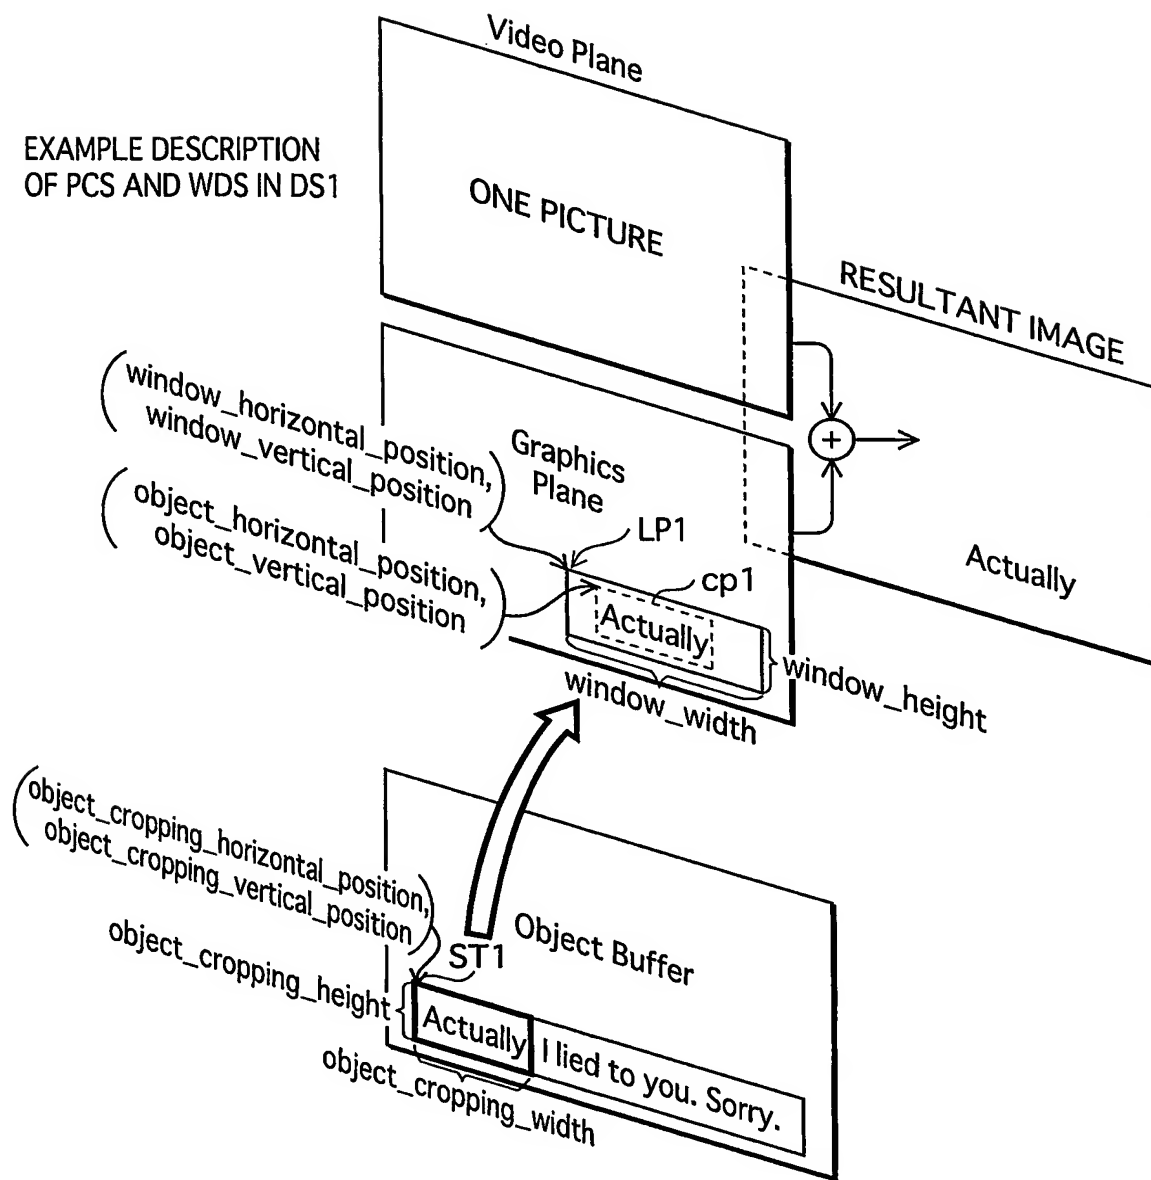 Video Plane
EXAMPLE DESCRIPTION
OF PCS AND WDS IN DS1
ONE PICTURE
RESULTANT IMAGE
window_horizontal_position,
window_vertical_position
Graphics
Plane
object_horizontal_position,
object_vertical_position
LP1
cp1
Actually
Actually
window_height
window_width
object_cropping_horizontal_position,
object_cropping_vertical_position
Object Buffer
object_cropping_height
ST1
Actually I lied to you. Sorry.
object_cropping_width